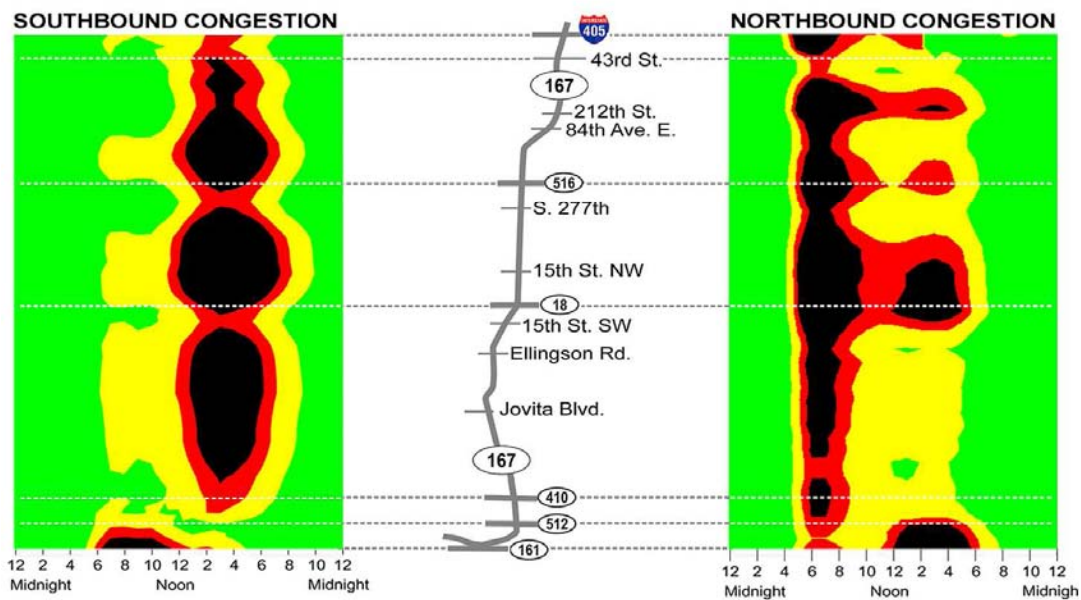 SOUTHBOUND CONGESTION
NORTHBOUND CONGESTION
INTERSTATE
405
43rd St.
167
212th St.
84th Ave. E.
516
S. 277th
15th St. NW
18
15th St. SW
Ellingson Rd.
Jovita Blvd.
167
410
512
161
12 2 4 6 8 10 12 2 4 6 8 10 12
Midnight Noon Midnight
12 2 4 6 8 10 12 2 4 6 8 10 12
Midnight Noon Midnigh